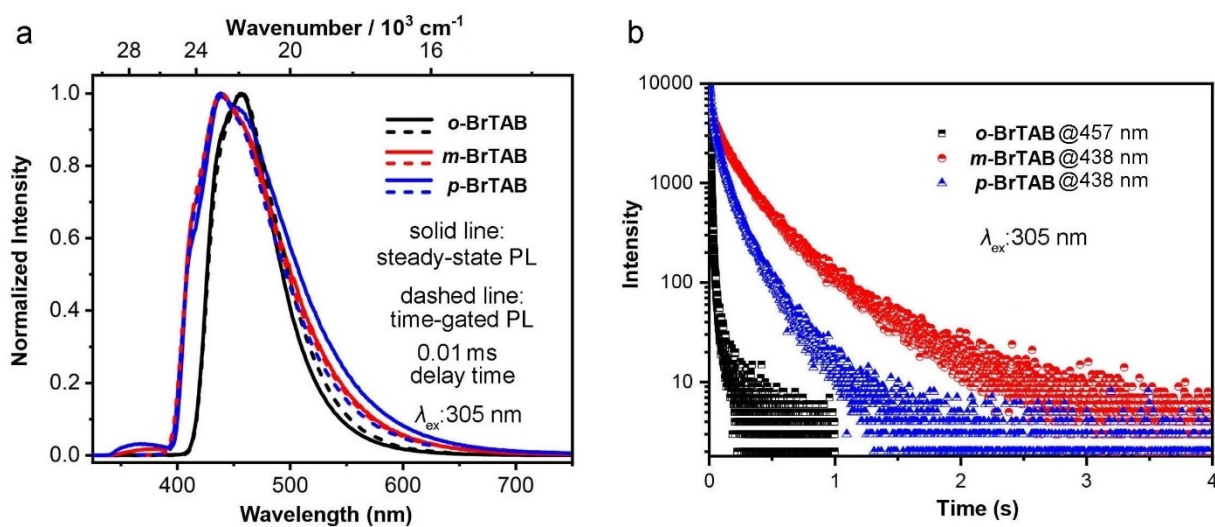 a
Wavenumber / 10³ cm⁻¹
28 24 20 16
Normalized Intensity
1.0
0.8
0.6
0.4
0.2
0.0
o-BrTAB
m-BrTAB
p-BrTAB
solid line:
steady-state PL
dashed line:
time-gated PL
0.01 ms
delay time
λex:305 nm
400 500 600 700
Wavelength (nm)
b
Intensity
10000
1000
100
10
o-BrTAB@457 nm
m-BrTAB@438 nm
p-BrTAB@438 nm
λex:305 nm
0 1 2 3 4
Time (s)